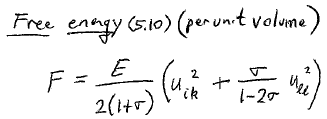 Free energy (5.10) (per unit volume)
F = E / 2(1+σ) (u_ik^2 + σ / 1-2σ u_ll^2)